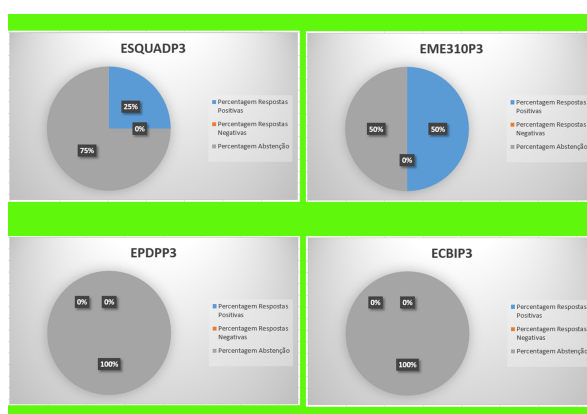 ESQUADP3
25%
0%
75%
Percentagem Respostas
Positivas
Percentagem Respostas
Negativas
Percentagem Abstenção
EME310P3
50%
50%
0%
Percentagem Respostas
Positivas
Percentagem Respostas
Negativas
Percentagem Abstenção
EPDPP3
0%
0%
100%
Percentagem Respostas
Positivas
Percentagem Respostas
Negativas
Percentagem Abstenção
ECBIP3
0%
0%
100%
Percentagem Respostas
Positivas
Percentagem Respostas
Negativas
Percentagem Abstenção